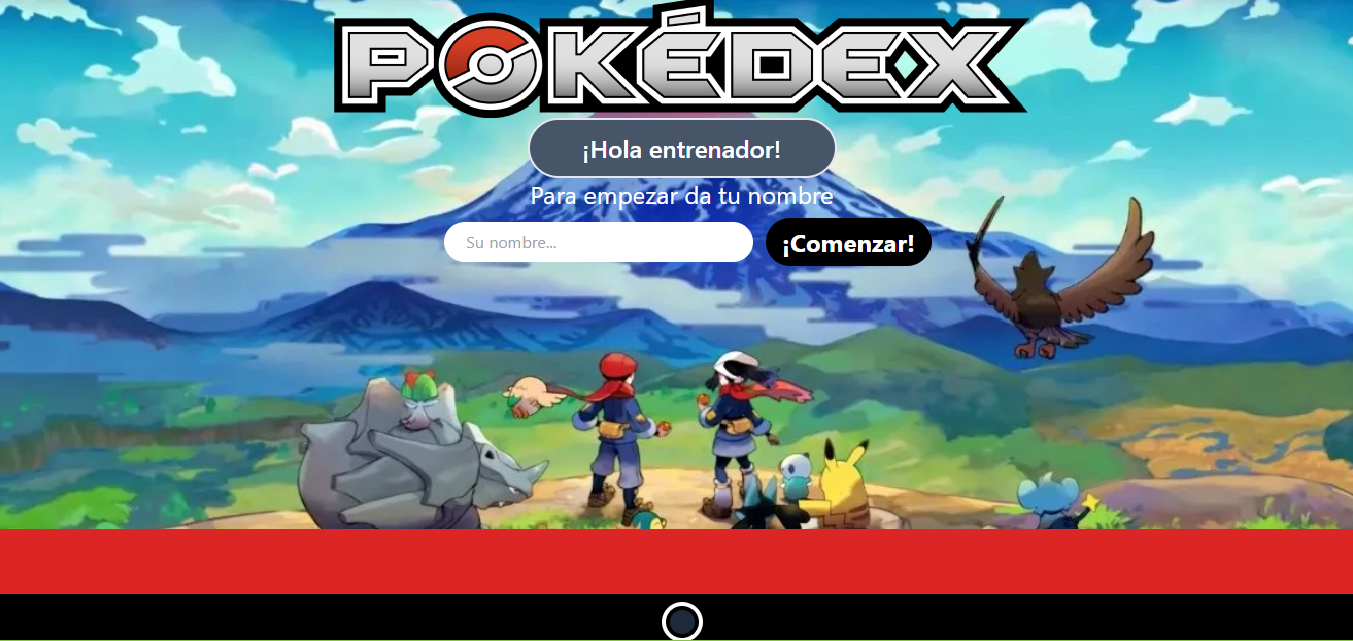 POKÉDEX
¡Hola entrenador!
Para empezar da tu nombre
Su nombre...
¡Comenzar!